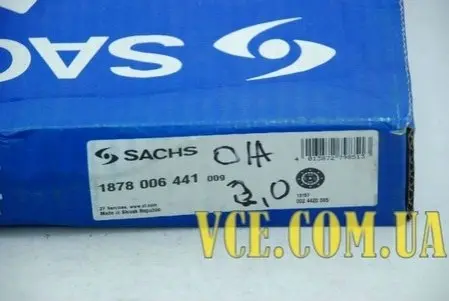 SACHS
SACHS
1878 006 441 009
ZF Services, www.zf.com
Made in Slovak Republic
3,0
VCE.COM.UA